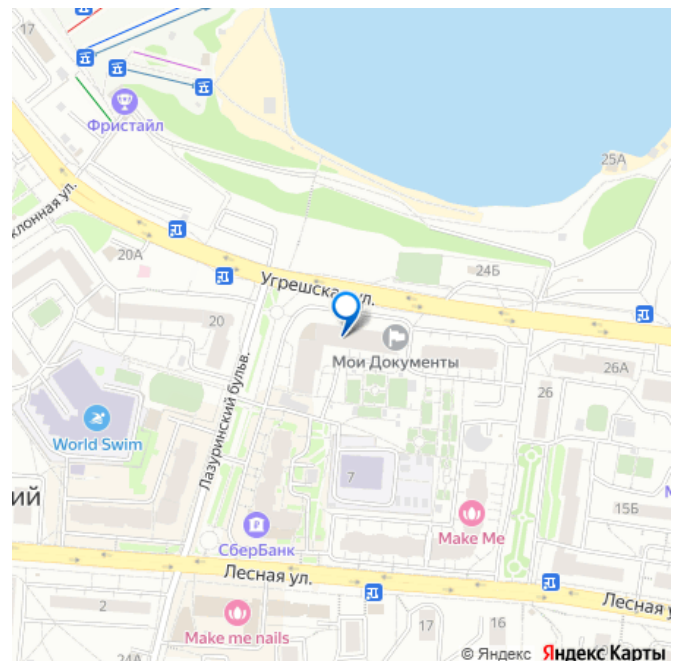 17
Фристайл
25А
клонная ул.
20А
24Б
Угрешская ул.
20
Мои Документы
26А
26
Лазуринский бульв.
World Swim
ий
7
15Б
М
Make Me
СберБанк
Лесная ул.
2
Лесная у
Make me nails
17
16
24А
© Яндекс Яндекс Карты